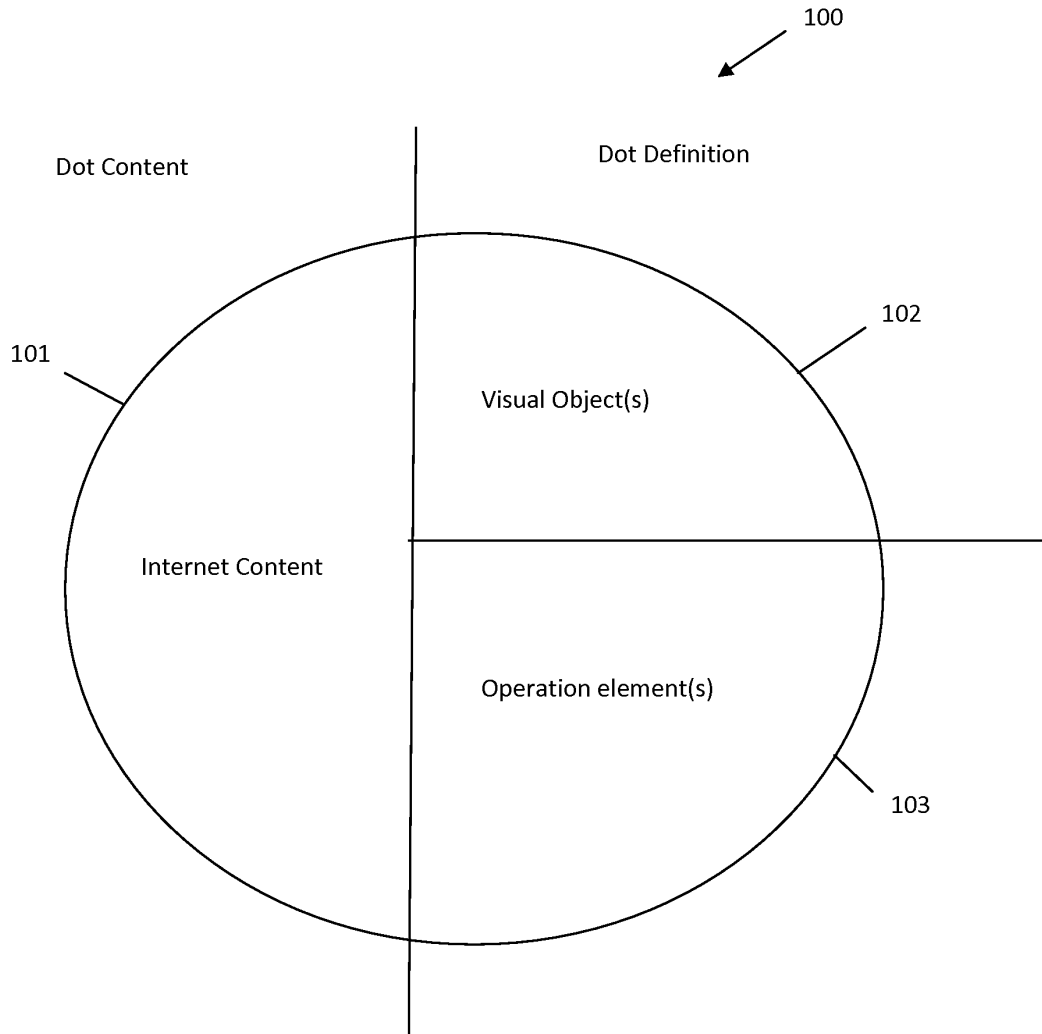 100
Dot Content
Dot Definition
102
101
Visual Object(s)
Internet Content
Operation element(s)
103